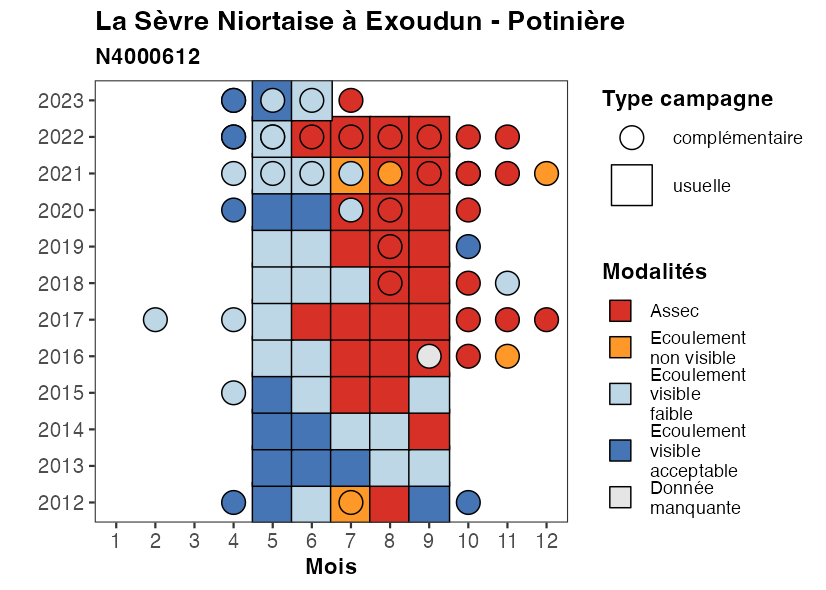 La Sèvre Niortaise à Exoudun - Potinière
N4000612
2023
2022
2021
2020
2019
2018
2017
2016
2015
2014
2013
2012
1 2 3 4 5 6 7 8 9 10 11 12
Mois
Type campagne
complémentaire
usuelle
Modalités
Assec
Ecoulement
non visible
Ecoulement
visible
faible
Ecoulement
visible
acceptable
Donnée
manquante